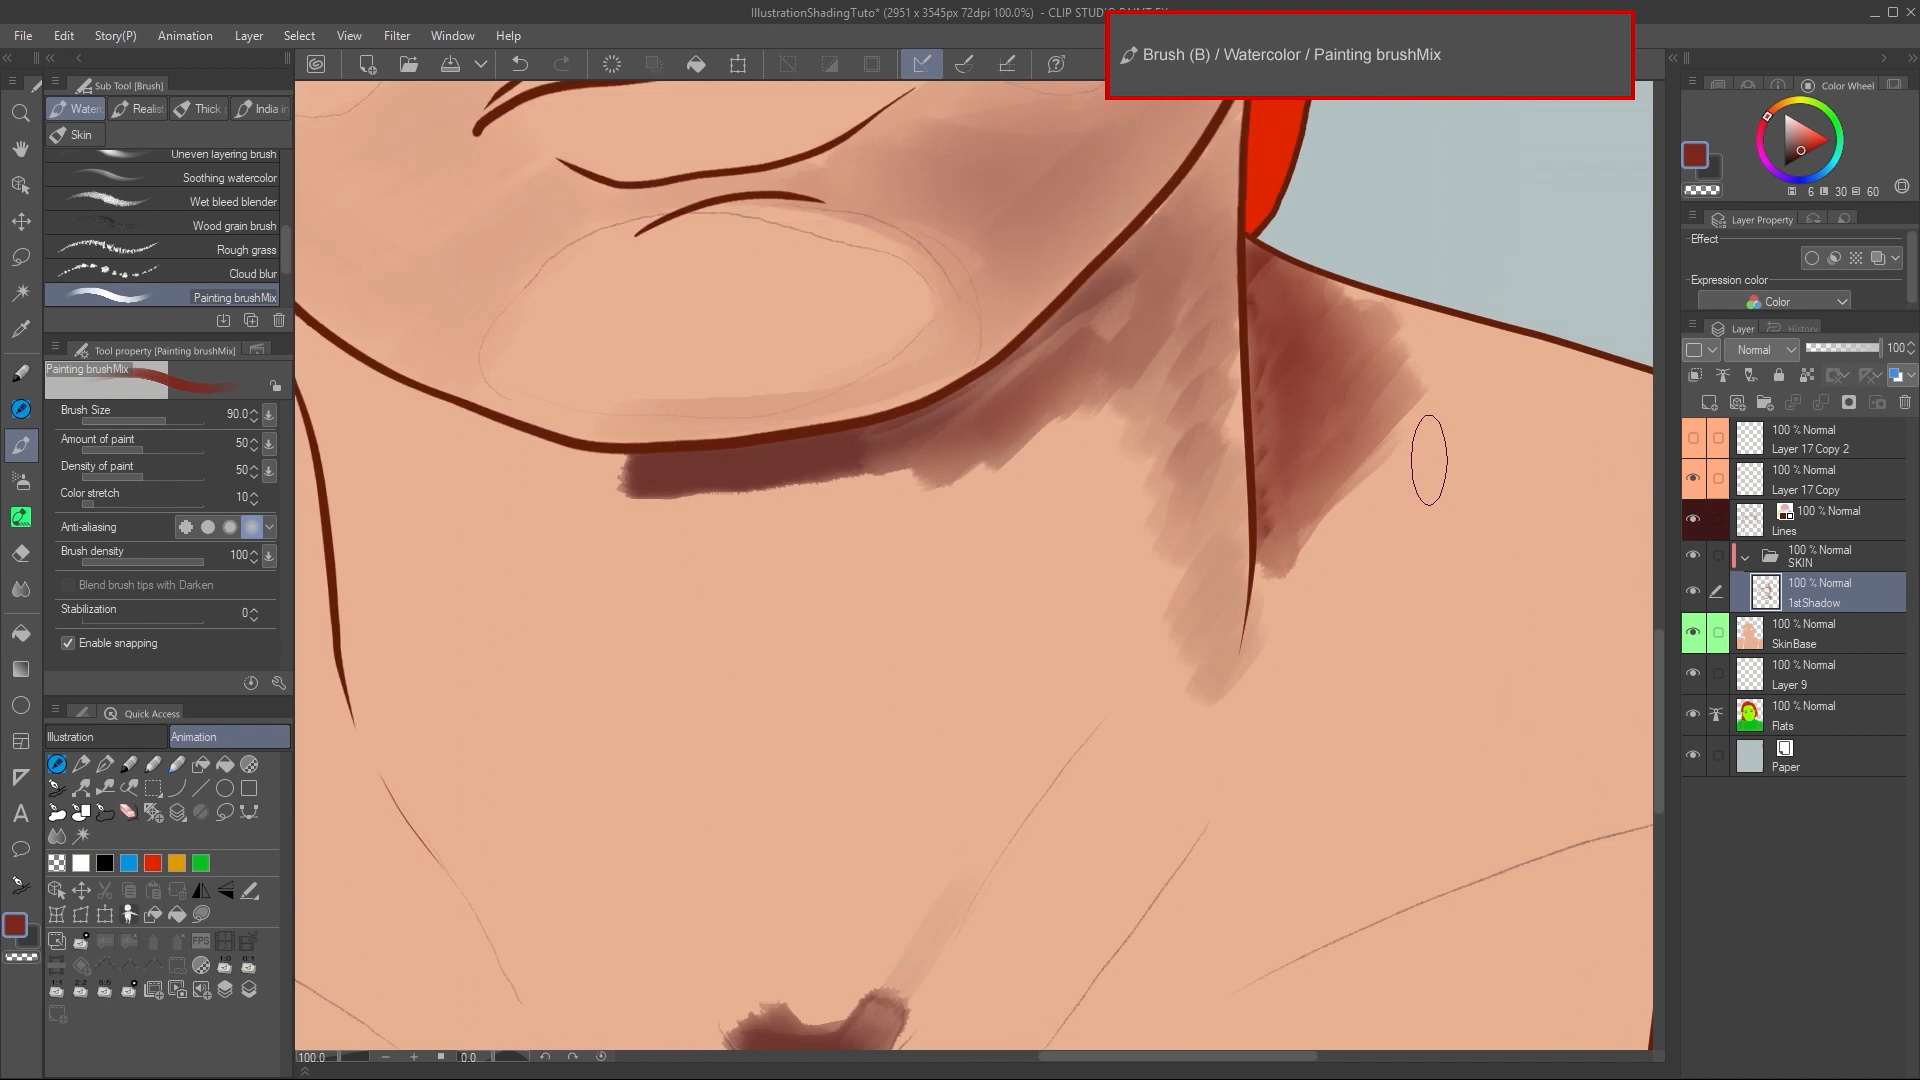 IllustrationShadingTuto* (2951 x 3545px 72dpi 100.0%) - CLIP STUDIO PAINT EX
File Edit Story(P) Animation Layer Select View Filter Window Help
Brush (B) / Watercolor / Painting brushMix
Sub Tool [Brush]
Waterc Realist Thick India in
Skin
Uneven layering brush
Soothing watercolor
Wet bleed blender
Wood grain brush
Rough grass
Cloud blur
Painting brushMix
Tool property [Painting brushMix]
Painting brushMix
Brush Size 90.0
Amount of paint 50
Density of paint 50
Color stretch 10
Anti-aliasing
Brush density 100
Blend brush tips with Darken
Stabilization 0
Enable snapping
Quick Access
Illustration Animation
FPS
A
100.0 0.0
Color Wheel
6 30 60
Layer Property
Effect
Expression color
Color
Layer History
Normal 100
100 % Normal
Layer 17 Copy 2
100 % Normal
Layer 17 Copy
100 % Normal
Lines
100 % Normal
SKIN
100 % Normal
1stShadow
100 % Normal
SkinBase
100 % Normal
Layer 9
100 % Normal
Flats
Paper